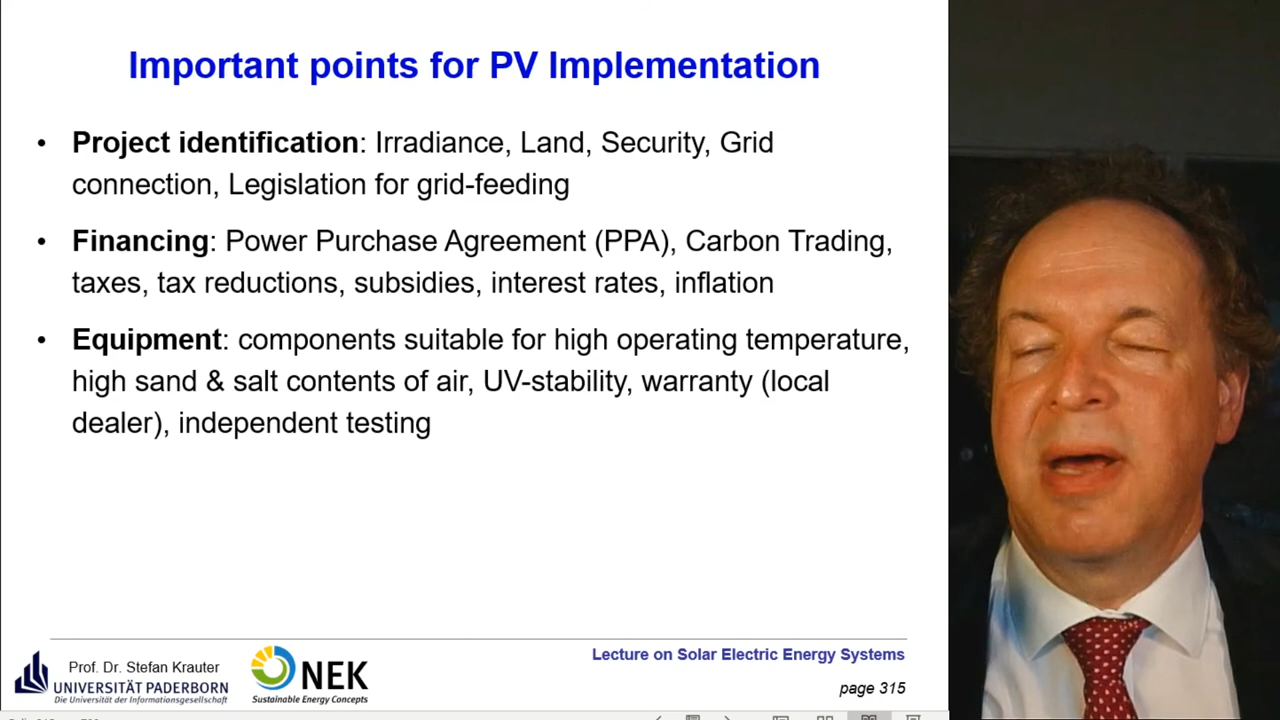 Important points for PV Implementation
• Project identification: Irradiance, Land, Security, Grid
connection, Legislation for grid-feeding
• Financing: Power Purchase Agreement (PPA), Carbon Trading,
taxes, tax reductions, subsidies, interest rates, inflation
• Equipment: components suitable for high operating temperature,
high sand & salt contents of air, UV-stability, warranty (local
dealer), independent testing
Prof. Dr. Stefan Krauter
UNIVERSITÄT PADERBORN
Die Universität der Informationsgesellschaft
NEK
Sustainable Energy Concepts
Lecture on Solar Electric Energy Systems
page 315